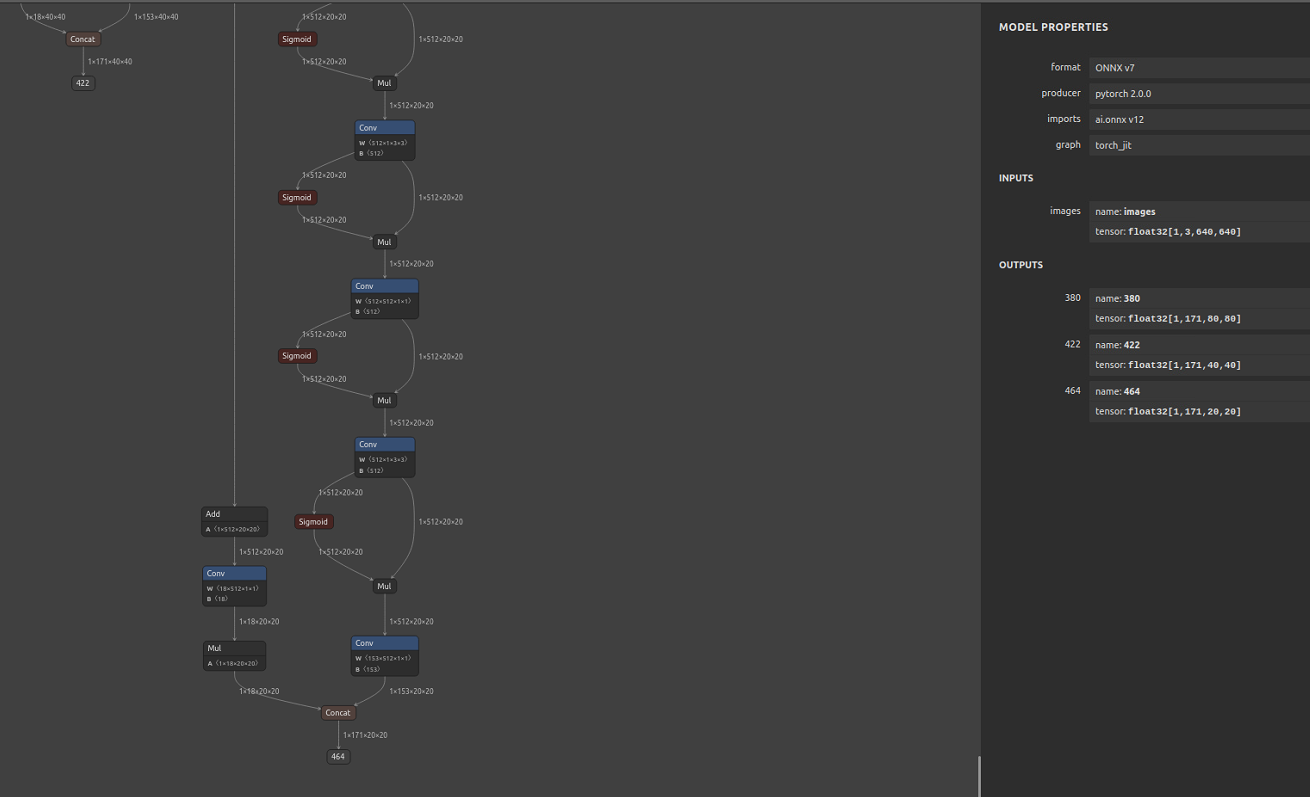 1×18×40×40
1×153×40×40
Concat
1×171×40×40
422
1×512×20×20
Sigmoid
1×512×20×20
1×512×20×20
Mul
1×512×20×20
Conv
W ⟨512×1×3×3⟩
B ⟨512⟩
1×512×20×20
Sigmoid
1×512×20×20
1×512×20×20
Mul
1×512×20×20
Conv
W ⟨512×512×1×1⟩
B ⟨512⟩
1×512×20×20
Sigmoid
1×512×20×20
1×512×20×20
Mul
1×512×20×20
Conv
W ⟨512×1×3×3⟩
B ⟨512⟩
1×512×20×20
Sigmoid
1×512×20×20
1×512×20×20
Mul
1×512×20×20
Conv
W ⟨153×512×1×1⟩
B ⟨153⟩
1×153×20×20
Add
A ⟨1×512×20×20⟩
1×512×20×20
Conv
W ⟨18×512×1×1⟩
B ⟨18⟩
1×18×20×20
Mul
A ⟨1×18×20×20⟩
1×18×20×20
Concat
1×171×20×20
464
MODEL PROPERTIES
format ONNX v7
producer pytorch 2.0.0
imports ai.onnx v12
graph torch_jit
INPUTS
images name: images
tensor: float32[1,3,640,640]
OUTPUTS
380 name: 380
tensor: float32[1,171,80,80]
422 name: 422
tensor: float32[1,171,40,40]
464 name: 464
tensor: float32[1,171,20,20]